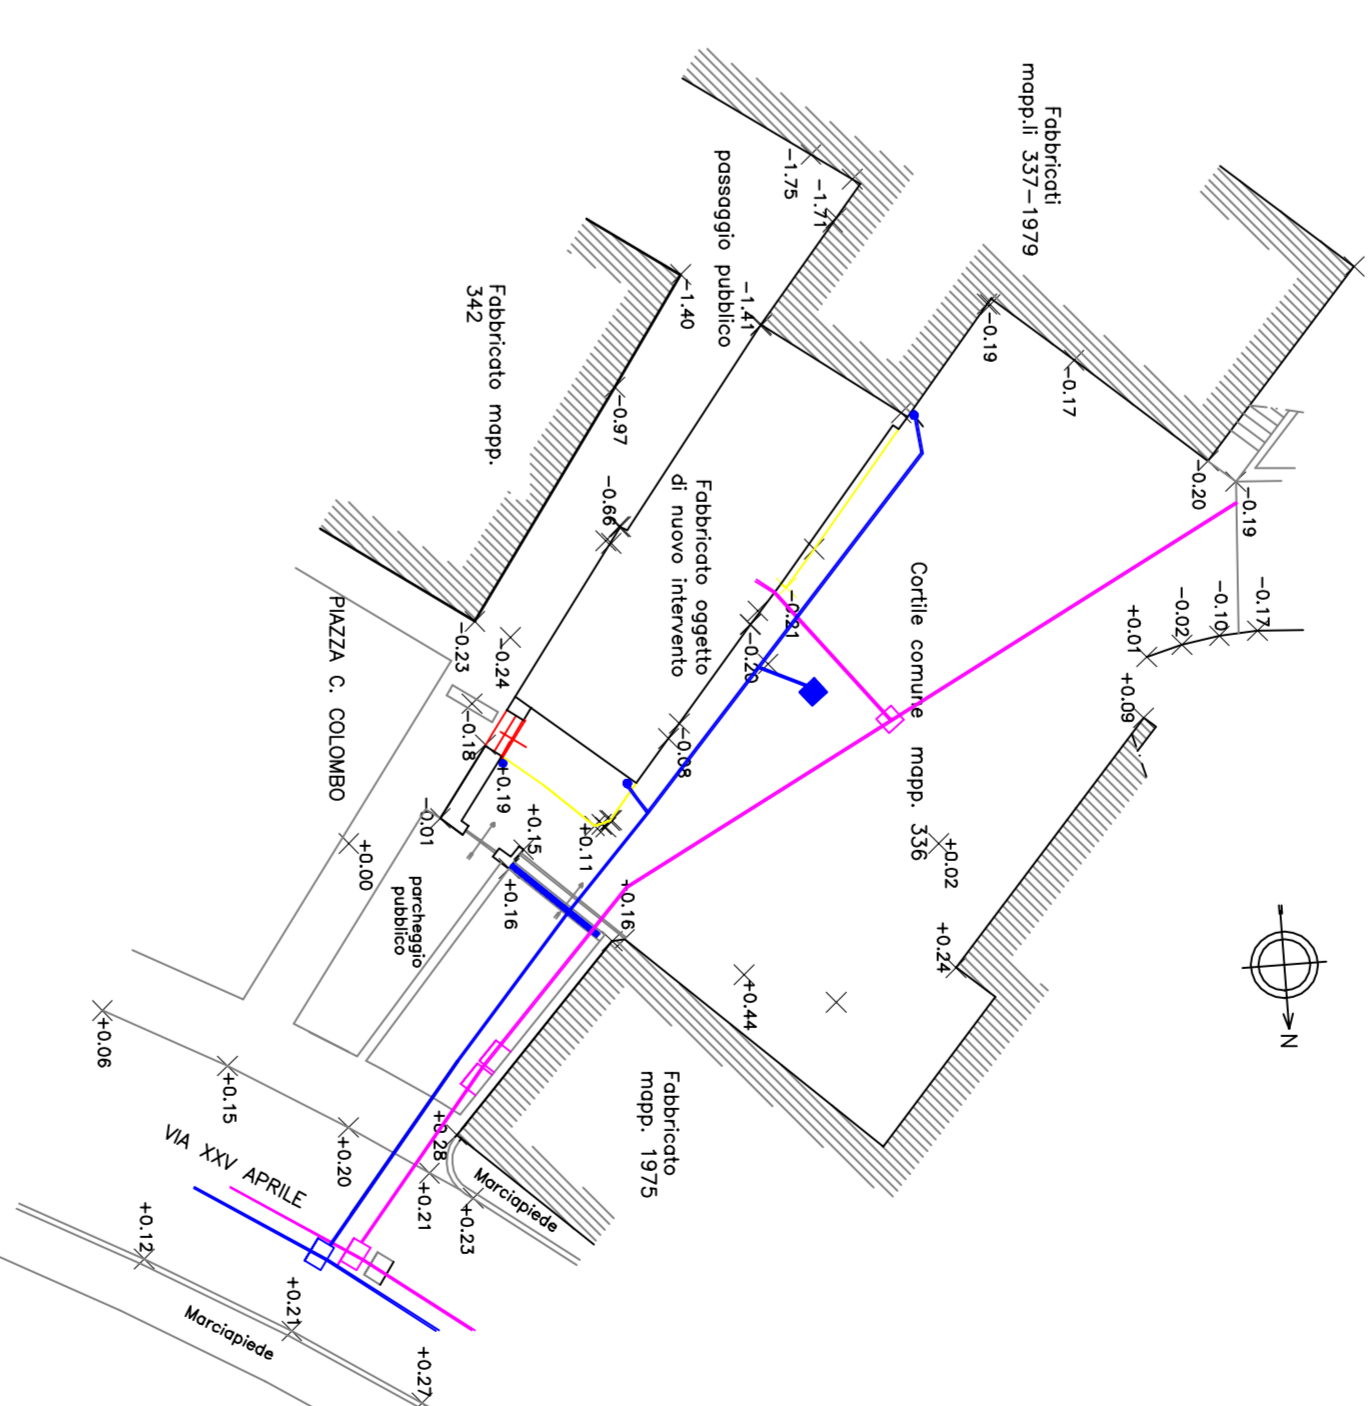 Fabbricati
mapp.li 337-1979
-1.75
-1.71
passaggio pubblico
-1.41
-1.40
Fabbricato mapp.
342
-0.97
-0.66
-0.19
-0.17
-0.20
-0.19
-0.17
-0.10
-0.02
+0.01
+0.09
Fabbricato oggetto
di nuovo intervento
Cortile comune mapp. 336
-0.21
-0.20
-0.08
-0.23
-0.24
-0.18
+0.19
-0.01
+0.15
+0.11
+0.16
+0.16
PIAZZA C. COLOMBO
+0.00
parcheggio
pubblico
+0.02
+0.24
+0.44
N
Fabbricato
mapp. 1975
+0.06
+0.15
+0.20
+0.28
+0.21
+0.23
Marciapiede
VIA XXV APRILE
+0.12
+0.21
Marciapiede
+0.27